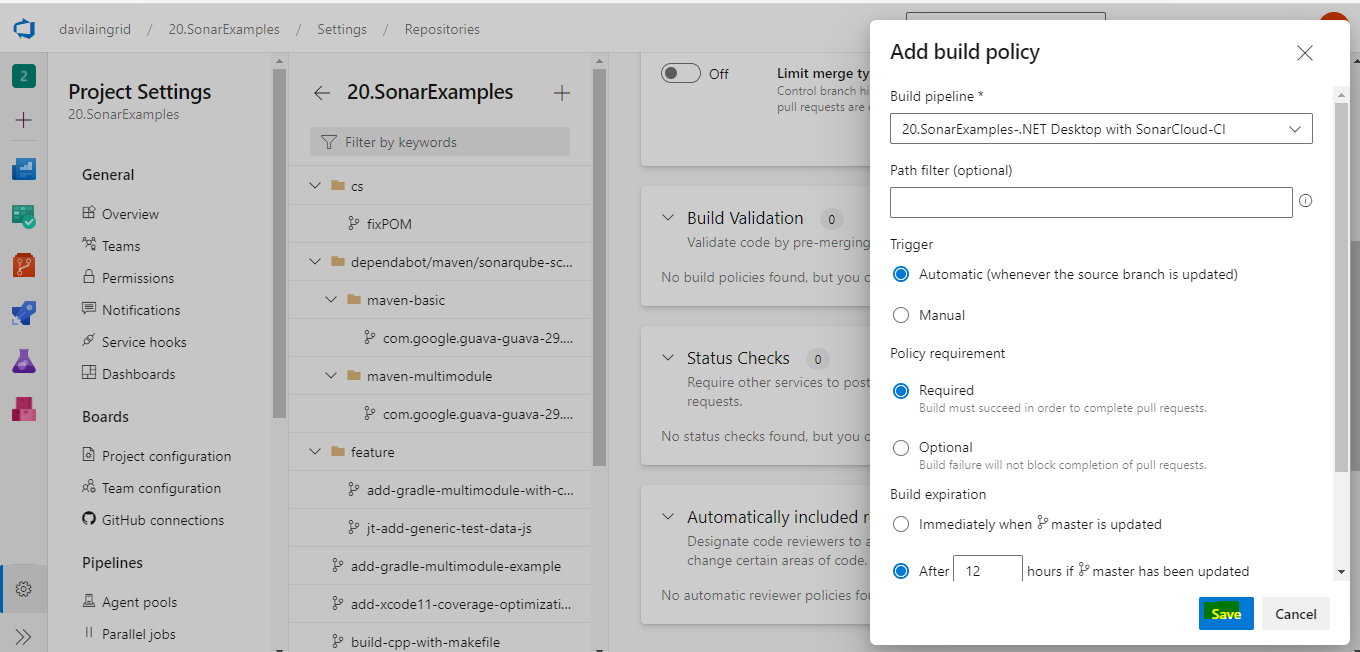 davilaingrid / 20.SonarExamples / Settings / Repositories
2
Project Settings
20.SonarExamples
General
Overview
Teams
Permissions
Notifications
Service hooks
Dashboards
Boards
Project configuration
Team configuration
GitHub connections
Pipelines
Agent pools
Parallel jobs
20.SonarExamples
Filter by keywords
cs
fixPOM
dependabot/maven/sonarqube-sc...
maven-basic
com.google.guava-guava-29....
maven-multimodule
com.google.guava-guava-29....
feature
add-gradle-multimodule-with-c...
jt-add-generic-test-data-js
add-gradle-multimodule-example
add-xcode11-coverage-optimizati...
build-cpp-with-makefile
Off
Limit merge ty
Control branch hi
pull requests are
Build Validation 0
Validate code by pre-merging
No build policies found, but you c
Status Checks 0
Require other services to post
requests.
No status checks found, but you c
Automatically included r
Designate code reviewers to a
change certain areas of code.
No automatic reviewer policies fou
Add build policy
Build pipeline *
20.SonarExamples-.NET Desktop with SonarCloud-CI
Path filter (optional)
Trigger
Automatic (whenever the source branch is updated)
Manual
Policy requirement
Required
Build must succeed in order to complete pull requests.
Optional
Build failure will not block completion of pull requests.
Build expiration
Immediately when master is updated
After 12 hours if master has been updated
Save
Cancel